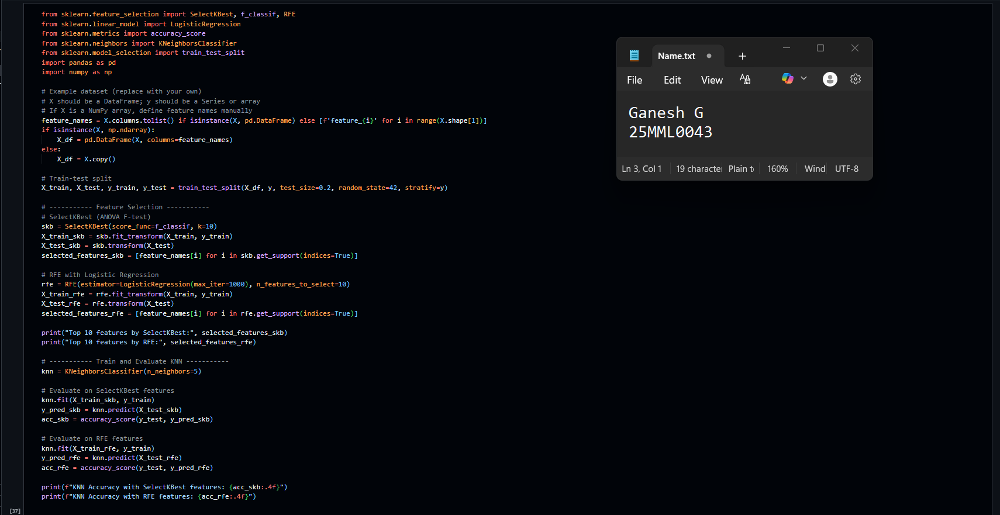 from sklearn.feature_selection import SelectKBest, f_classif, RFE
from sklearn.linear_model import LogisticRegression
from sklearn.metrics import accuracy_score
from sklearn.neighbors import KNeighborsClassifier
from sklearn.model_selection import train_test_split
import pandas as pd
import numpy as np

# Example dataset (replace with your own)
# X should be a DataFrame; y should be a Series or array
# If X is a NumPy array, define feature names manually
feature_names = X.columns.tolist() if isinstance(X, pd.DataFrame) else [f'feature_{i}' for i in range(X.shape[1])]
if isinstance(X, np.ndarray):
    X_df = pd.DataFrame(X, columns=feature_names)
else:
    X_df = X.copy()

# Train-test split
X_train, X_test, y_train, y_test = train_test_split(X_df, y, test_size=0.2, random_state=42, stratify=y)

# ----------- Feature Selection -----------
# SelectKBest (ANOVA F-test)
skb = SelectKBest(score_func=f_classif, k=10)
X_train_skb = skb.fit_transform(X_train, y_train)
X_test_skb = skb.transform(X_test)
selected_features_skb = [feature_names[i] for i in skb.get_support(indices=True)]

# RFE with Logistic Regression
rfe = RFE(estimator=LogisticRegression(max_iter=1000), n_features_to_select=10)
X_train_rfe = rfe.fit_transform(X_train, y_train)
X_test_rfe = rfe.transform(X_test)
selected_features_rfe = [feature_names[i] for i in rfe.get_support(indices=True)]

print("Top 10 features by SelectKBest:", selected_features_skb)
print("Top 10 features by RFE:", selected_features_rfe)

# ----------- Train and Evaluate KNN -----------
knn = KNeighborsClassifier(n_neighbors=5)

# Evaluate on SelectKBest features
knn.fit(X_train_skb, y_train)
y_pred_skb = knn.predict(X_test_skb)
acc_skb = accuracy_score(y_test, y_pred_skb)

# Evaluate on RFE features
knn.fit(X_train_rfe, y_train)
y_pred_rfe = knn.predict(X_test_rfe)
acc_rfe = accuracy_score(y_test, y_pred_rfe)

print(f"KNN Accuracy with SelectKBest features: {acc_skb:.4f}")
print(f"KNN Accuracy with RFE features: {acc_rfe:.4f}")
[37]
Name.txt
File Edit View
Ganesh G
25MML0043
Ln 3, Col 1 19 characte Plain t 160% Wind UTF-8